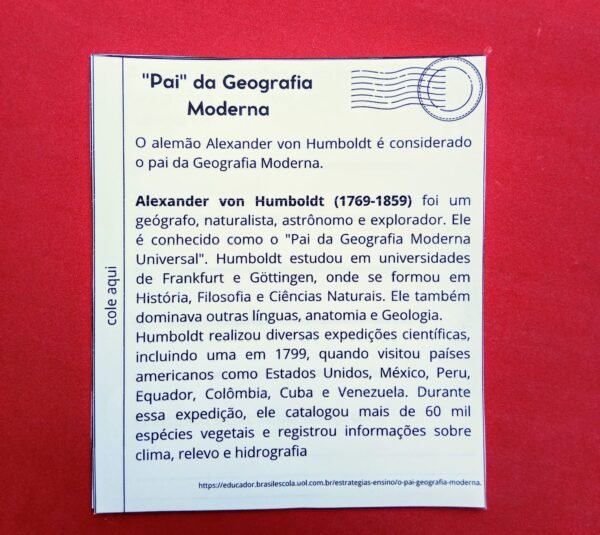 "Pai" da Geografia
Moderna
O alemão Alexander von Humboldt é considerado
o pai da Geografia Moderna.
Alexander von Humboldt (1769-1859) foi um
geógrafo, naturalista, astrônomo e explorador. Ele
é conhecido como o "Pai da Geografia Moderna
Universal". Humboldt estudou em universidades
de Frankfurt e Göttingen, onde se formou em
História, Filosofia e Ciências Naturais. Ele também
dominava outras línguas, anatomia e Geologia.
Humboldt realizou diversas expedições científicas,
incluindo uma em 1799, quando visitou países
americanos como Estados Unidos, México, Peru,
Equador, Colômbia, Cuba e Venezuela. Durante
essa expedição, ele catalogou mais de 60 mil
espécies vegetais e registrou informações sobre
clima, relevo e hidrografia
https://educador.brasilescola.uol.com.br/estrategias-ensino/o-pai-geografia-moderna.
cole aqui